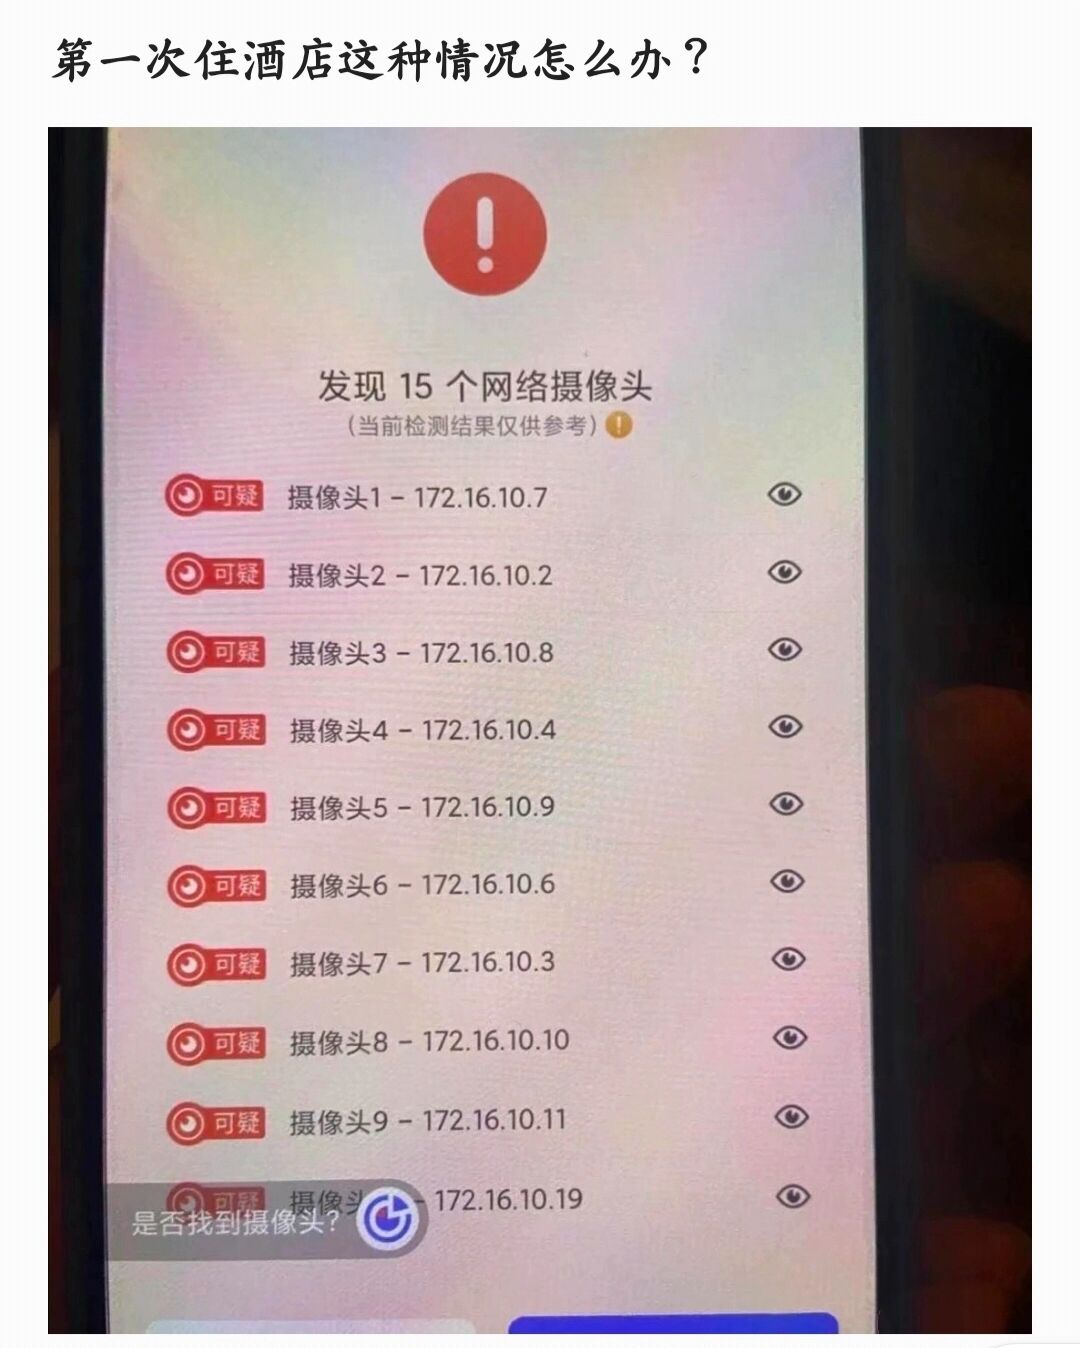 第一次住酒店这种情况怎么办？
发现 15 个网络摄像头
（当前检测结果仅供参考）
可疑 摄像头1 – 172.16.10.7
可疑 摄像头2 – 172.16.10.2
可疑 摄像头3 – 172.16.10.8
可疑 摄像头4 – 172.16.10.4
可疑 摄像头5 – 172.16.10.9
可疑 摄像头6 – 172.16.10.6
可疑 摄像头7 – 172.16.10.3
可疑 摄像头8 – 172.16.10.10
可疑 摄像头9 – 172.16.10.11
可疑 摄像头 – 172.16.10.19
是否找到摄像头？